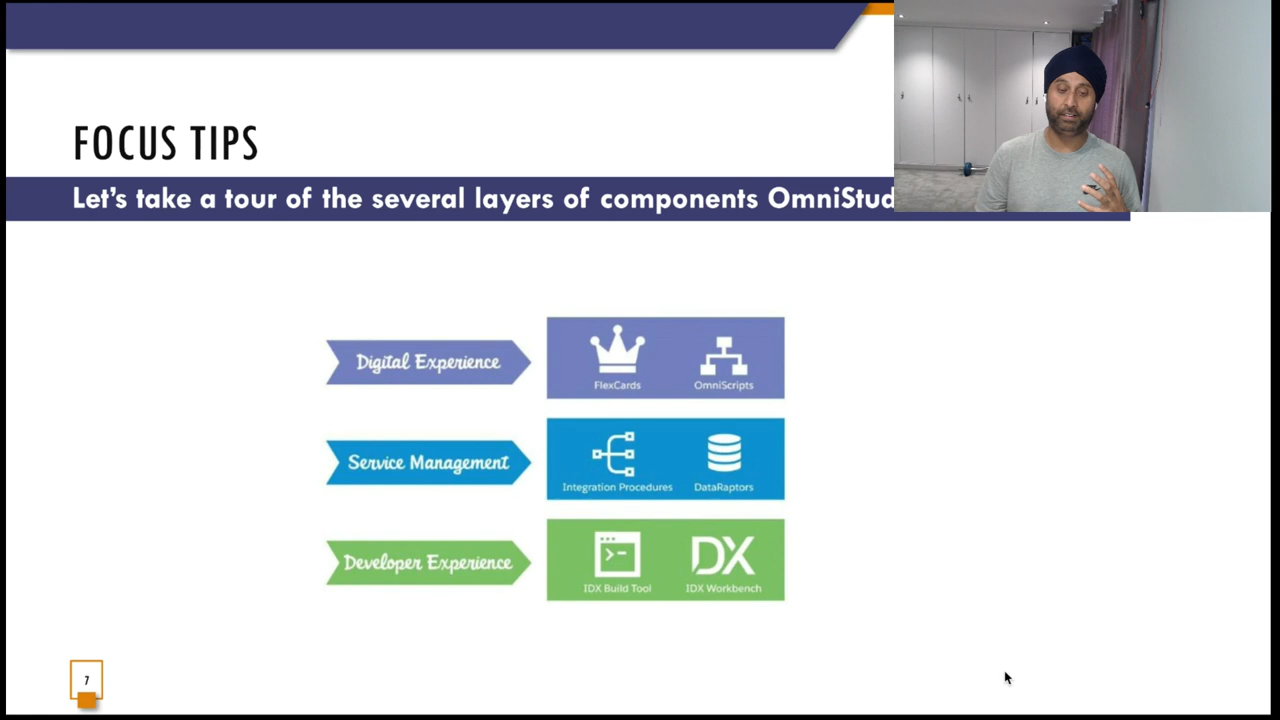 FOCUS TIPS
Let's take a tour of the several layers of components OmniStud
Digital Experience
FlexCards
OmniScripts
Service Management
Integration Procedures
DataRaptors
Developer Experience
DX
IDX Build Tool
IDX Workbench
7